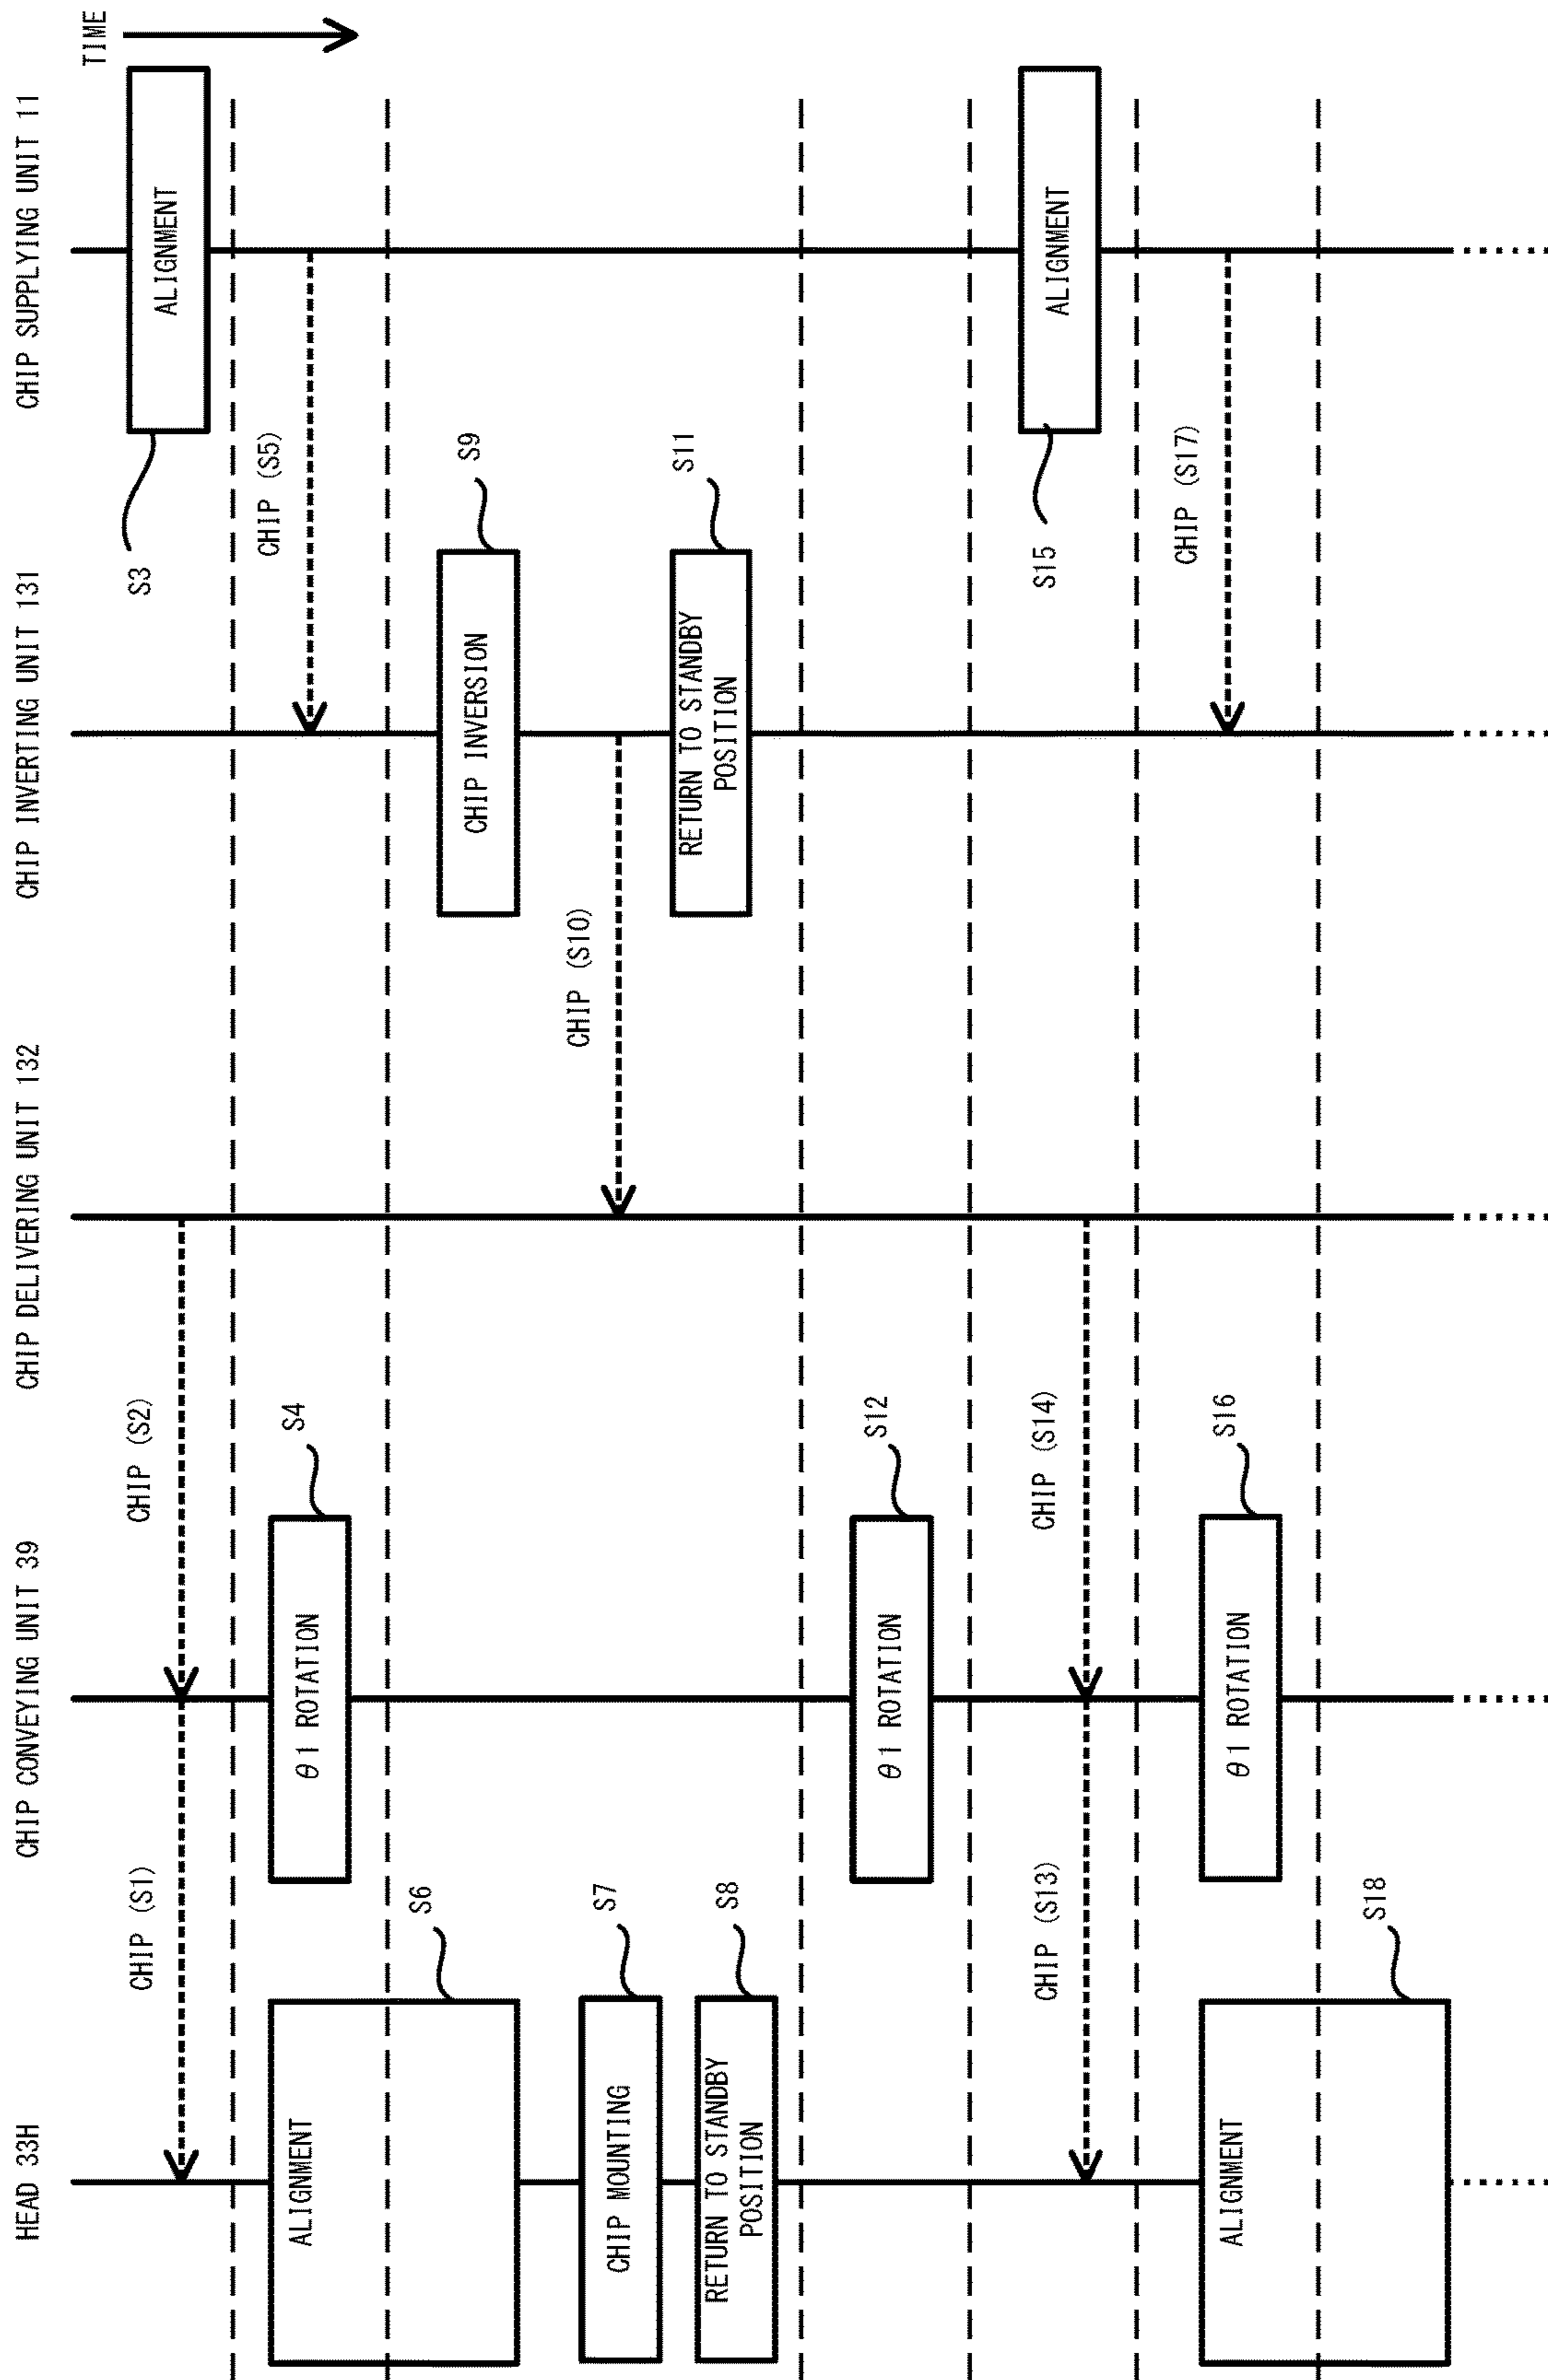 HEAD 33H
CHIP CONVEYING UNIT 39
CHIP DELIVERING UNIT 132
CHIP INVERTING UNIT 131
CHIP SUPPLYING UNIT 11
TIME
CHIP (S1)
CHIP (S2)
S3
ALIGNMENT
ALIGNMENT
S6
θ1 ROTATION
S4
CHIP (S5)
CHIP INVERSION
S9
CHIP MOUNTING
S7
CHIP (S10)
RETURN TO STANDBY
POSITION
S8
RETURN TO STANDBY
POSITION
S11
θ1 ROTATION
S12
CHIP (S13)
CHIP (S14)
S15
ALIGNMENT
ALIGNMENT
S18
θ1 ROTATION
S16
CHIP (S17)